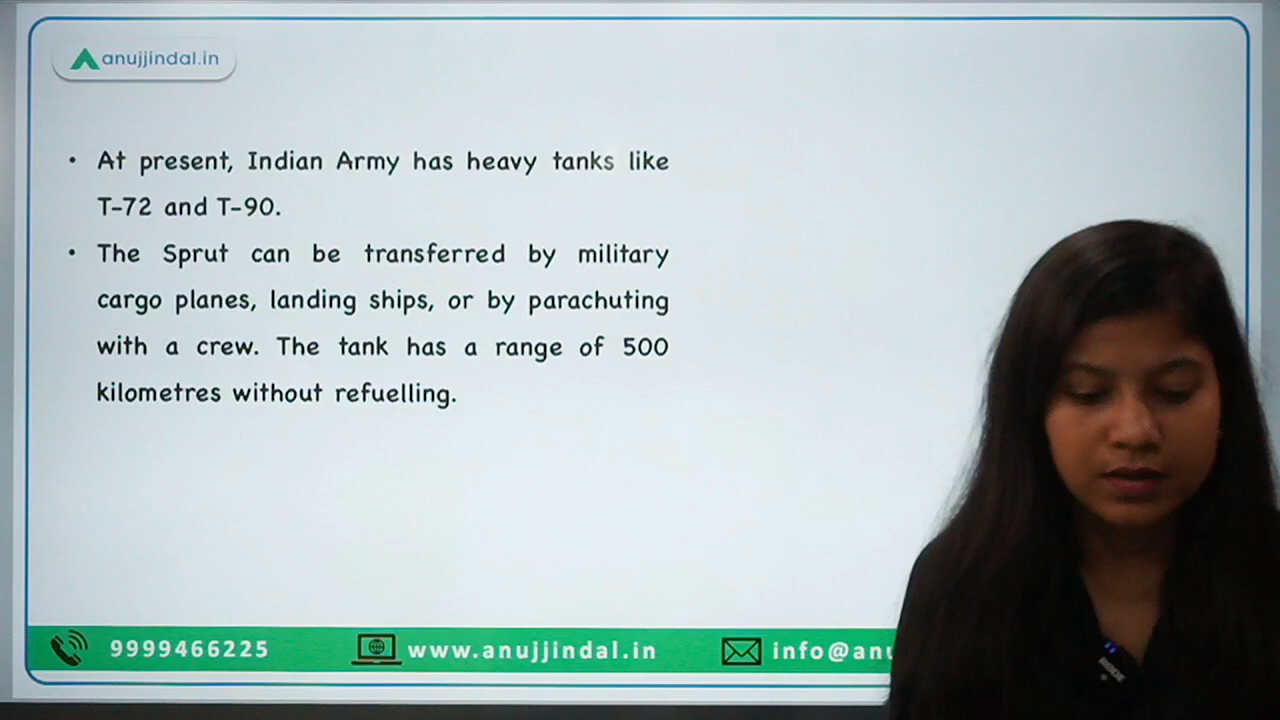 anujjindal.in
• At present, Indian Army has heavy tanks like
T-72 and T-90.
• The Sprut can be transferred by military
cargo planes, landing ships, or by parachuting
with a crew. The tank has a range of 500
kilometres without refuelling.
9999466225 www.anujjindal.in info@anu